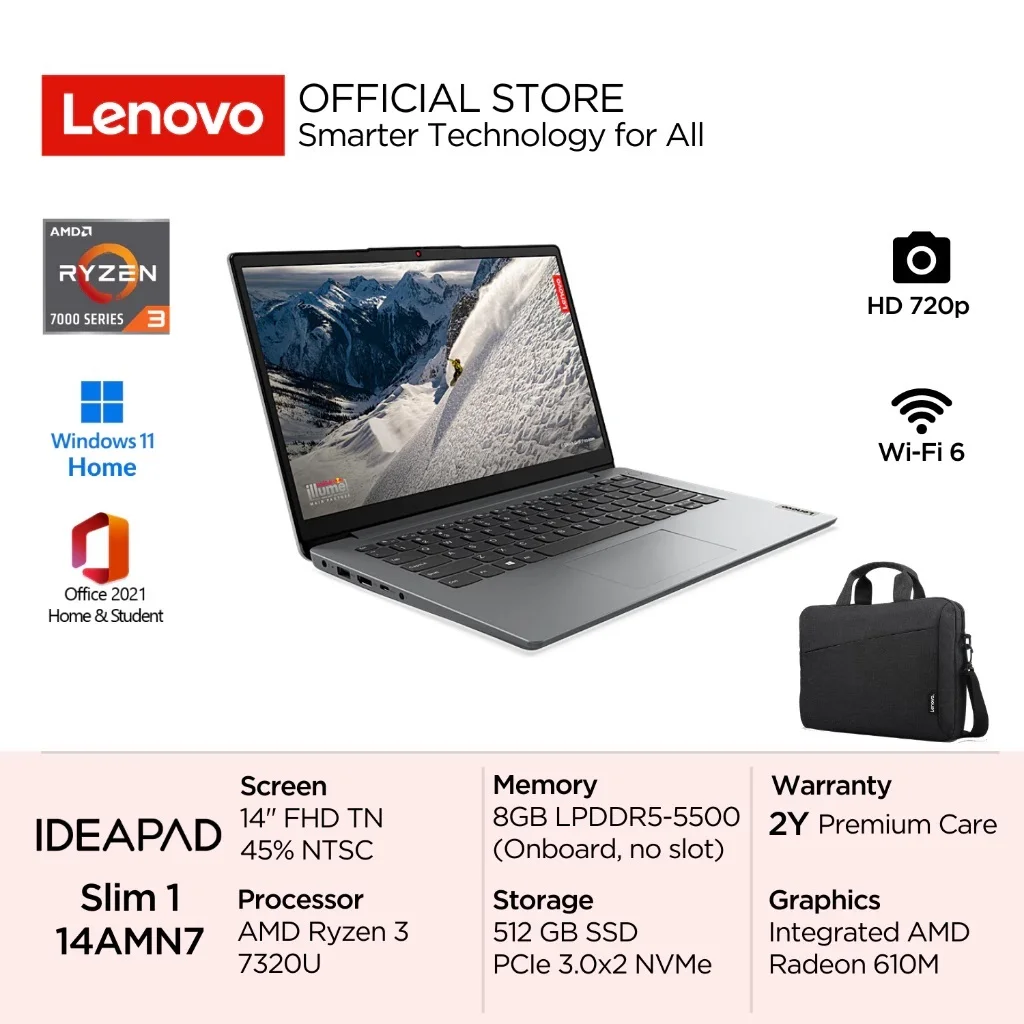 Lenovo
OFFICIAL STORE
Smarter Technology for All
AMD
RYZEN
7000 SERIES 3
Windows 11
Home
Office 2021
Home & Student
HD 720p
Wi-Fi 6
Lenovo
illumei
Lenovo
IDEAPAD
Slim 1
14AMN7
Screen
14" FHD TN
45% NTSC
Processor
AMD Ryzen 3
7320U
Memory
8GB LPDDR5-5500
(Onboard, no slot)
Storage
512 GB SSD
PCIe 3.0x2 NVMe
Warranty
2Y Premium Care
Graphics
Integrated AMD
Radeon 610M